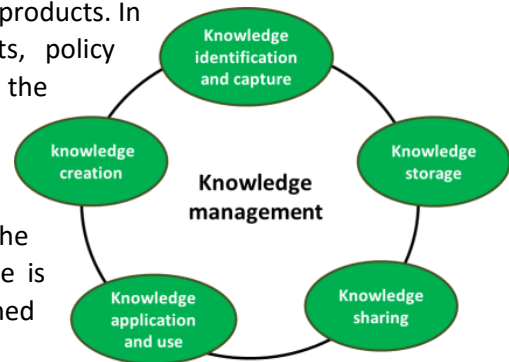 products. In
ts, policy
the
he
e is
ned
Knowledge
identification
and capture
Knowledge
storage
Knowledge
sharing
Knowledge
application
and use
knowledge
creation
Knowledge
management